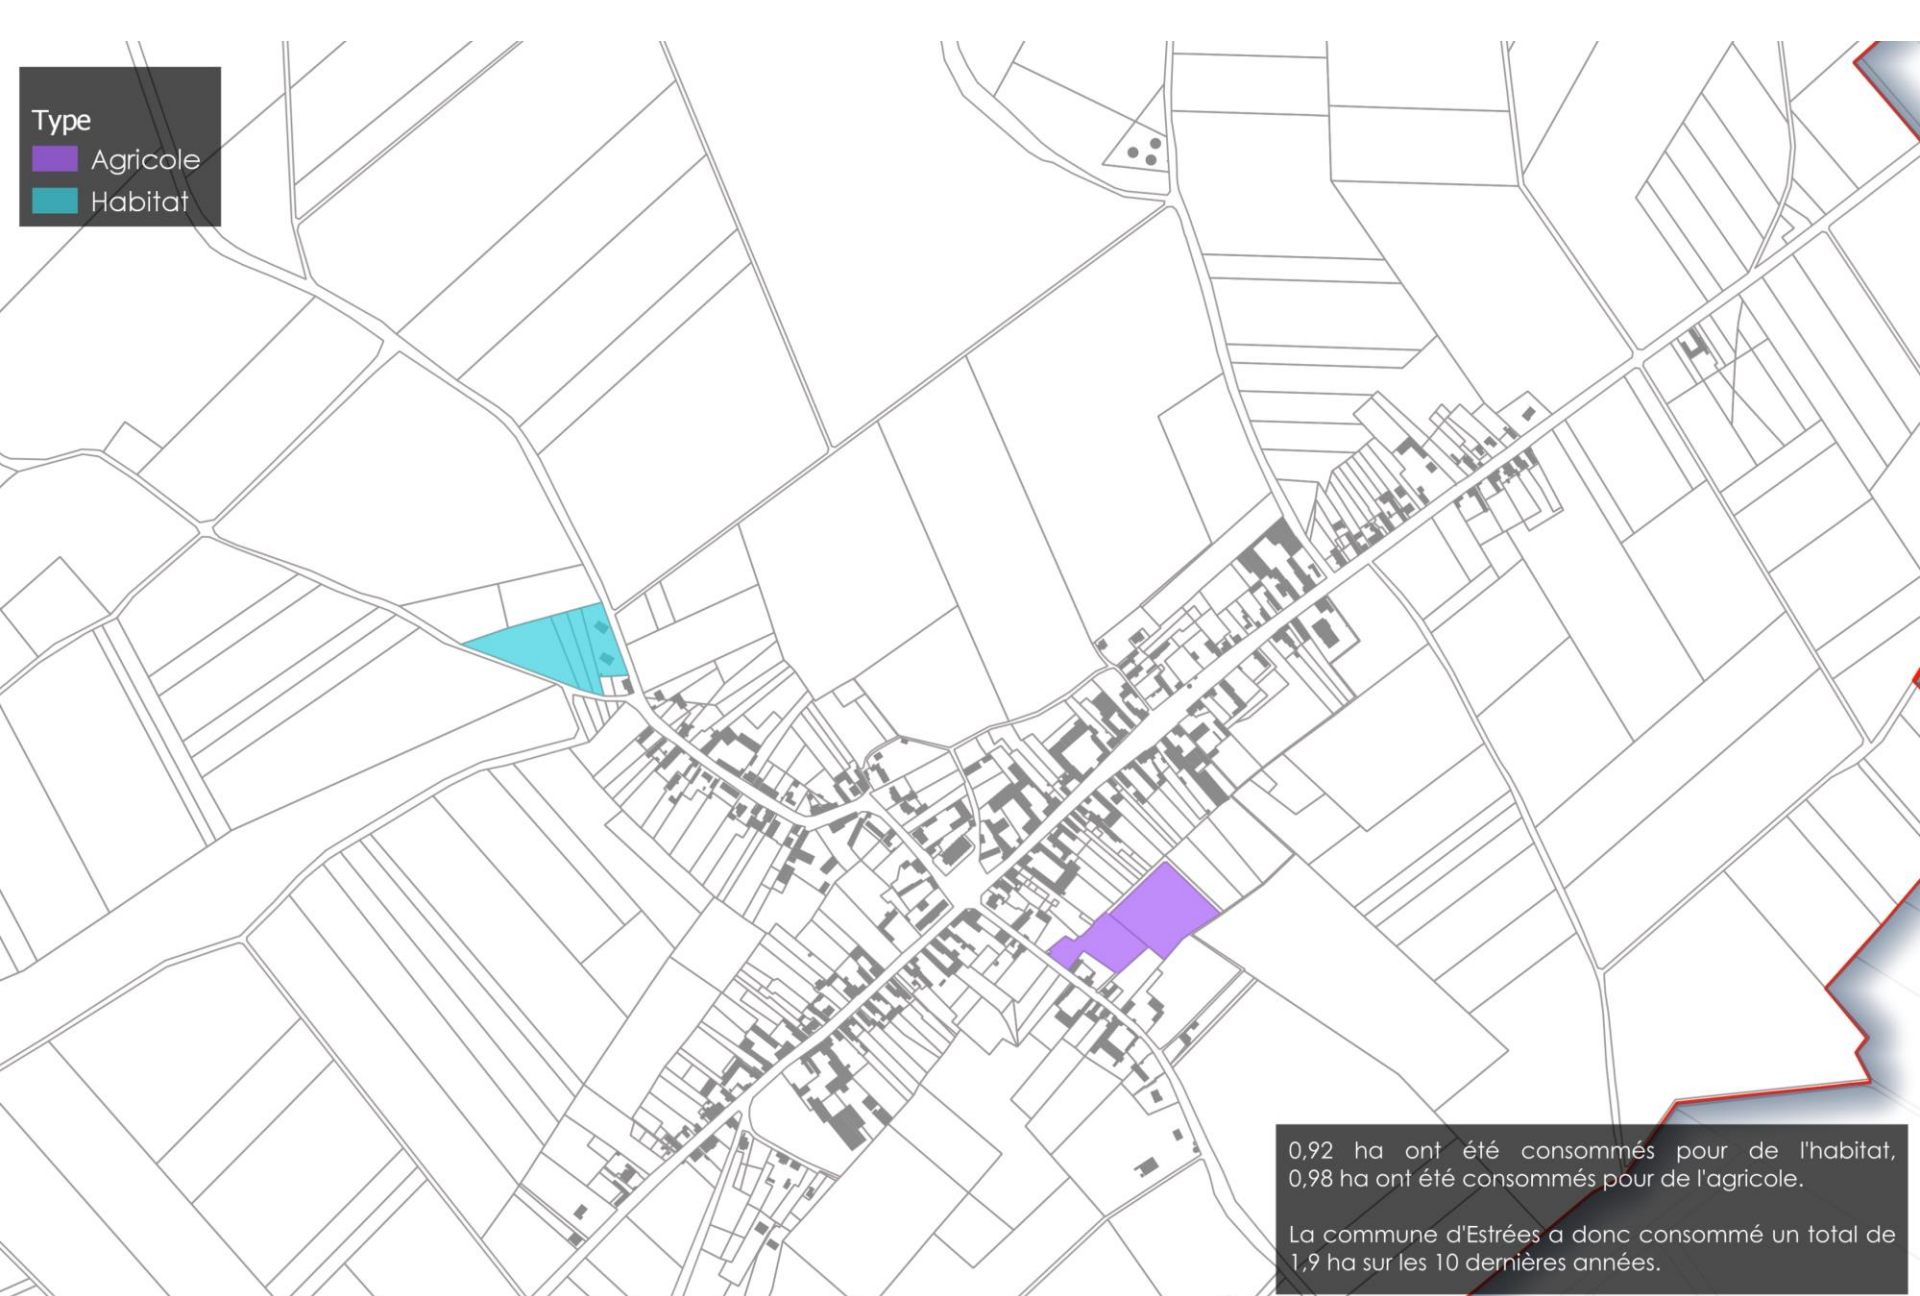 Type
Agricole
Habitat
0,92 ha ont été consommés pour de l'habitat,
0,98 ha ont été consommés pour de l'agricole.
La commune d'Estrées a donc consommé un total de
1,9 ha sur les 10 dernières années.